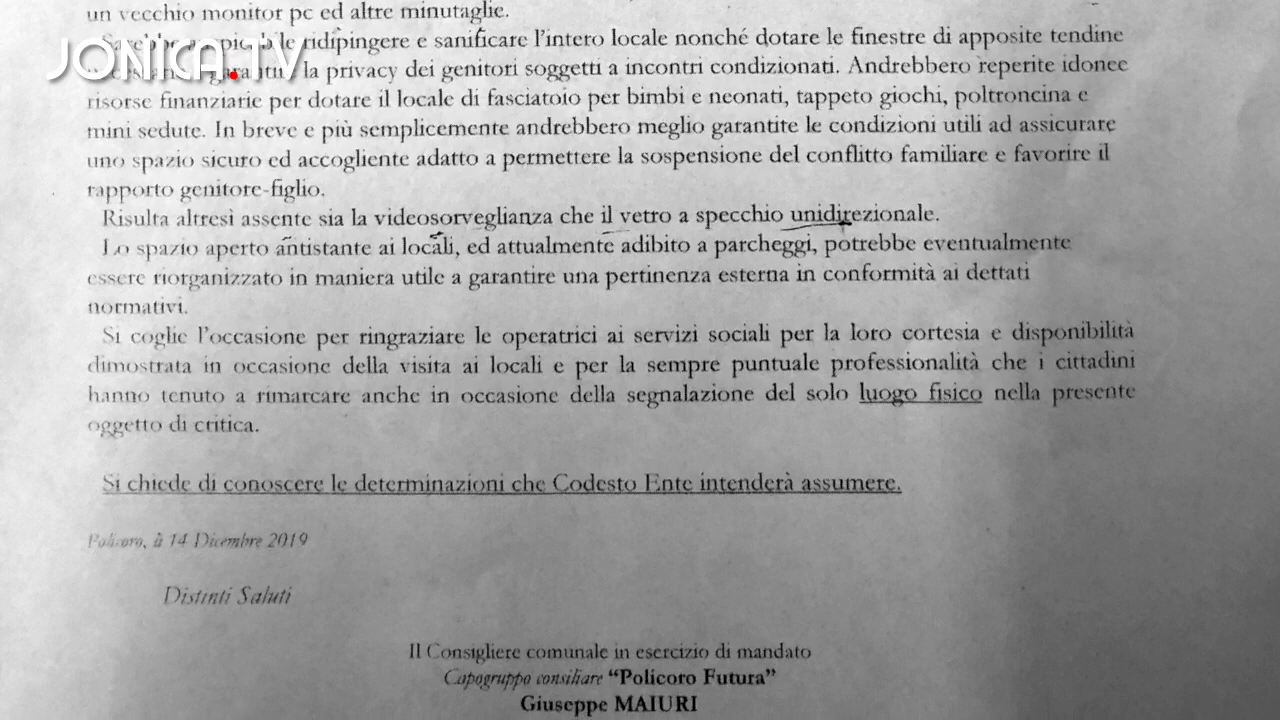 un vecchio monitor pc ed altre minutaglie.
JONICA.TV
ridipingere e sanificare l'intero locale nonché dotare le finestre di apposite tendine
la privacy dei genitori soggetti a incontri condizionati. Andrebbero reperite idonee
risorse finanziarie per dotare il locale di fasciatoio per bimbi e neonati, tappeto giochi, poltroncina e
mini sedute. In breve e più semplicemente andrebbero meglio garantite le condizioni utili ad assicurare
uno spazio sicuro ed accogliente adatto a permettere la sospensione del conflitto familiare e favorire il
rapporto genitore-figlio.
Risulta altresì assente sia la videosorveglianza che il vetro a specchio unidirezionale.
Lo spazio aperto antistante ai locali, ed attualmente adibito a parcheggi, potrebbe eventualmente
essere riorganizzato in maniera utile a garantire una pertinenza esterna in conformità ai dettati
normativi.
Si coglie l'occasione per ringraziare le operatrici ai servizi sociali per la loro cortesia e disponibilità
dimostrata in occasione della visita ai locali e per la sempre puntuale professionalità che i cittadini
hanno tenuto a rimarcare anche in occasione della segnalazione del solo luogo fisico nella presente
oggetto di critica.
Si chiede di conoscere le determinazioni che Codesto Ente intenderà assumere.
Policoro, à 14 Dicembre 2019
Distinti Saluti
Il Consigliere comunale in esercizio di mandato
Capogruppo consiliare "Policoro Futura"
Giuseppe MAIURI